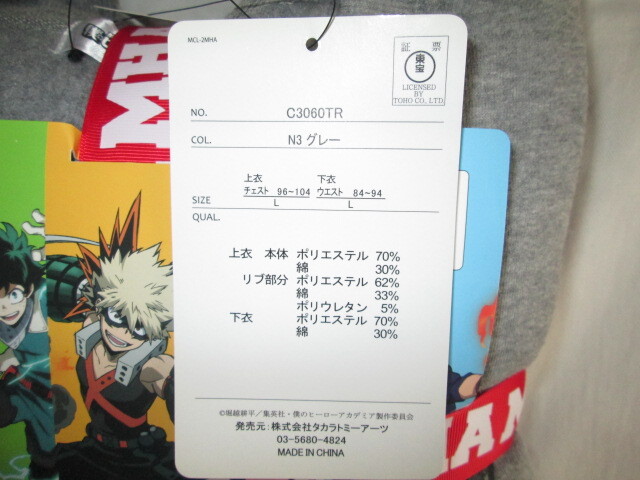 MCL-2MHA
証 票
東宝
LICENSED
BY
TOHO CO., LTD.
NO. C3060TR
COL. N3 グレー
上衣 下衣
チェスト 96~104 ウエスト 84~94
SIZE L L
QUAL.
上衣 本体 ポリエステル 70%
綿 30%
リブ部分 ポリエステル 62%
綿 33%
ポリウレタン 5%
下衣 ポリエステル 70%
綿 30%
©堀越耕平/集英社・僕のヒーローアカデミア製作委員会
発売元:株式会社タカラトミーアーツ
03-5680-4824
MADE IN CHINA
MH
HA